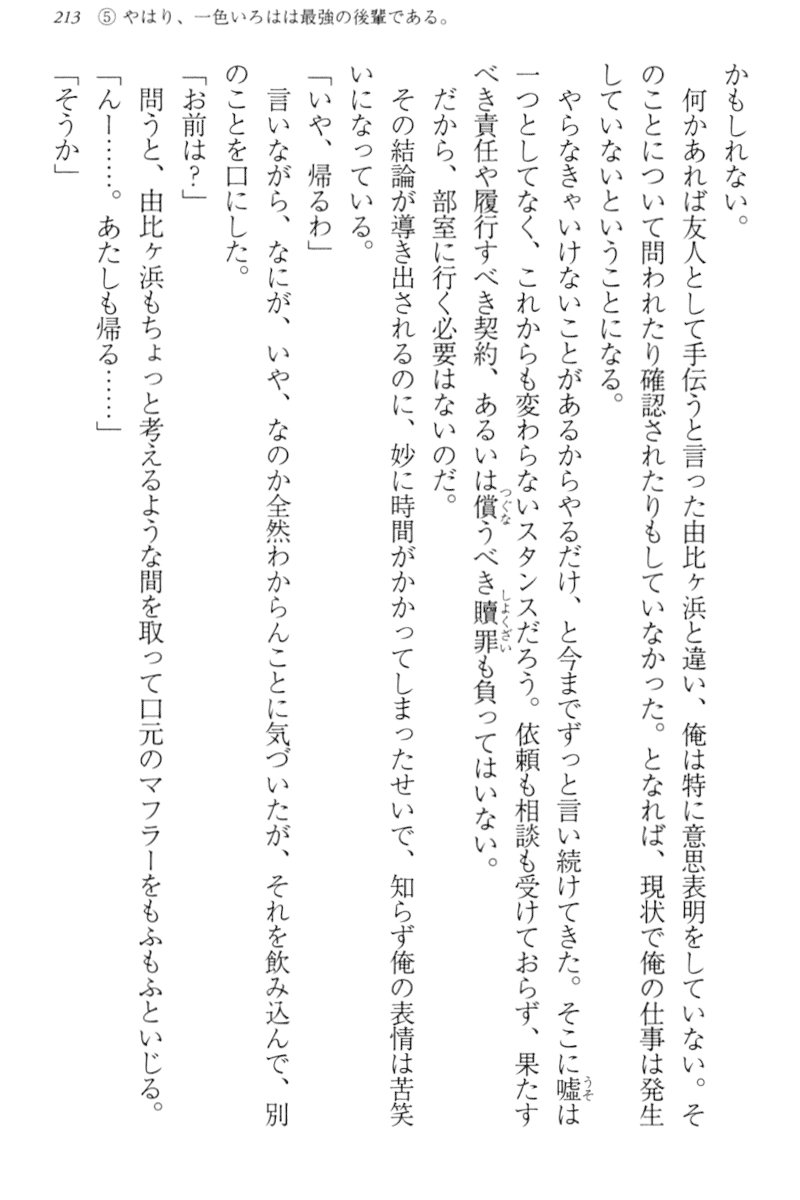 213 ⑤ やはり、一色いろはは最強の後輩である。
かもしれない。
何かあれば友人として手伝うと言った由比ヶ浜と違い、俺は特に意思表明をしていない。そ
のことについて問われたり確認されたりもしていなかった。となれば、現状で俺の仕事は発生
していないということになる。
やらなきゃいけないことがあるからやるだけ、と今までずっと言い続けてきた。そこに嘘は
一つとしてなく、これからも変わらないスタンスだろう。依頼も相談も受けておらず、果たす
べき責任や履行すべき契約、あるいは償うべき贖罪も負ってはいない。
だから、部室に行く必要はないのだ。
その結論が導き出されるのに、妙に時間がかかってしまったせいで、知らず俺の表情は苦笑
いになっている。
「いや、帰るわ」
言いながら、なにが、いや、なのか全然わからんことに気づいたが、それを飲み込んで、別
のことを口にした。
「お前は?」
問うと、由比ヶ浜もちょっと考えるような間を取って口元のマフラーをもふもふといじる。
「んー……。あたしも帰る……」
「そうか」